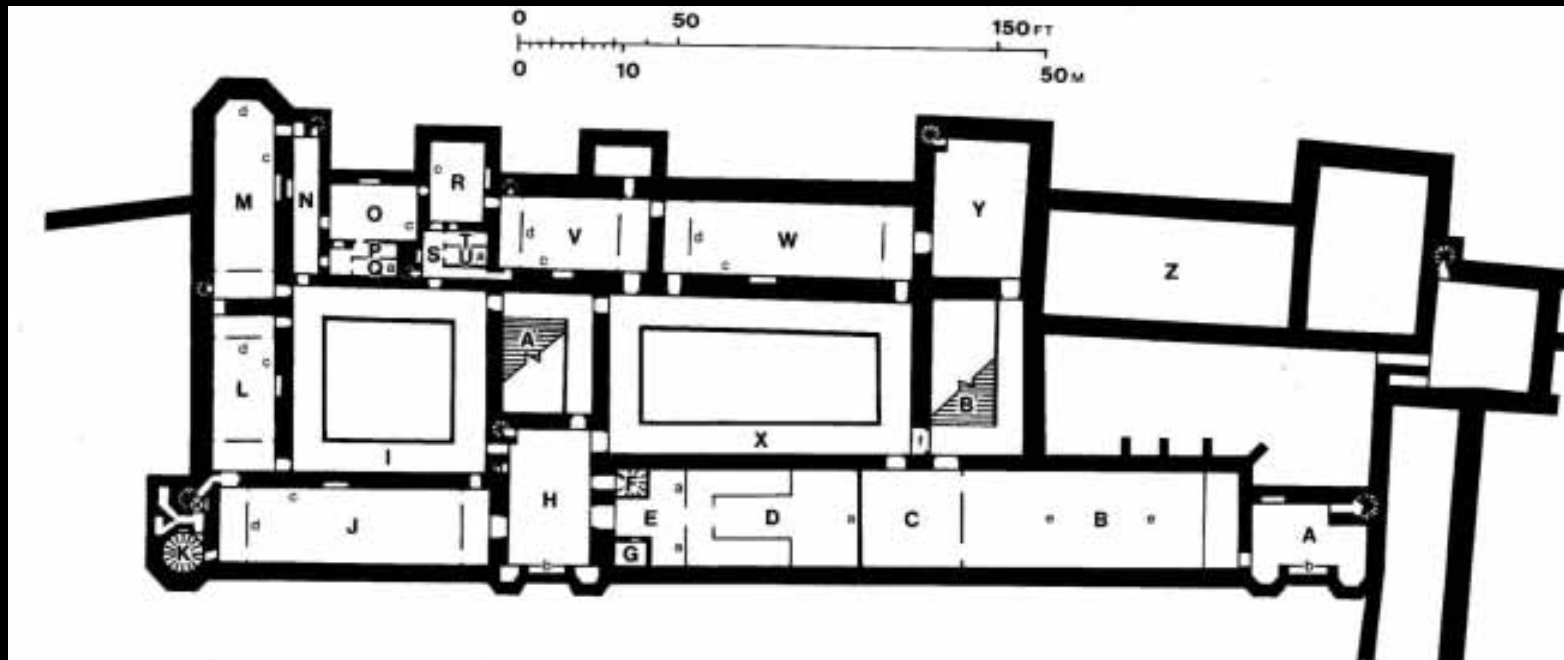 0 50 150 FT
0 10 50 M
d
c
M N R
c
O
c
Y
d V d W
P S T
Q a U a
c c
Z
A
d
c
L
B
I
X f
c
H
a
d J
E D a C e B e
K
G a
A
b b